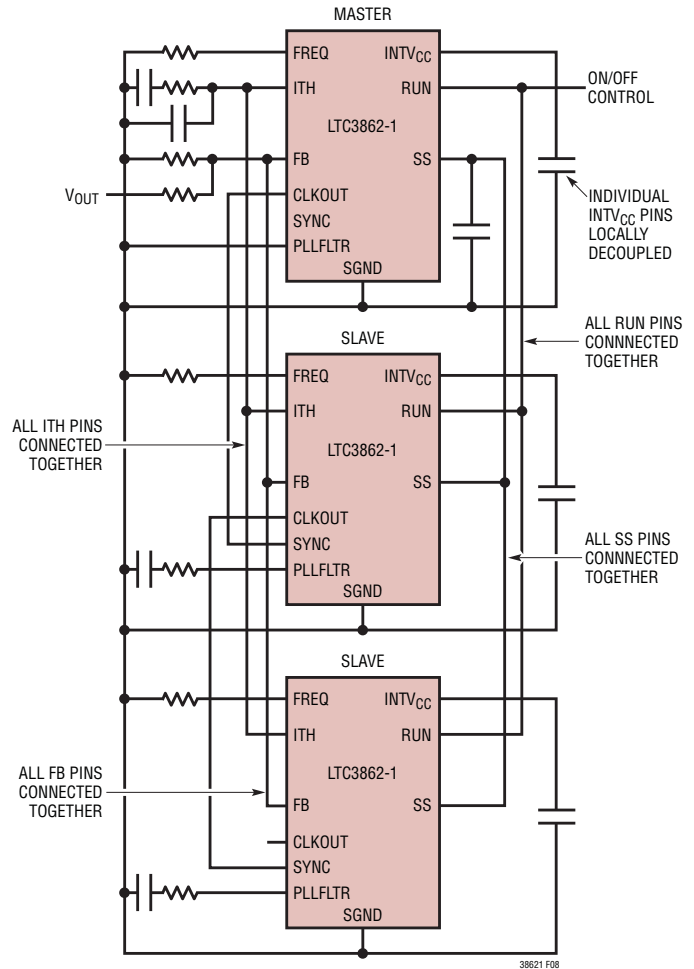 MASTER
FREQ
INTVCC
ITH
RUN
ON/OFF
CONTROL
LTC3862-1
FB
SS
VOUT
CLKOUT
SYNC
PLLFLTR
SGND
INDIVIDUAL
INTVCC PINS
LOCALLY
DECOUPLED
ALL RUN PINS
CONNNECTED
TOGETHER
SLAVE
FREQ
INTVCC
ITH
RUN
ALL ITH PINS
CONNECTED
TOGETHER
LTC3862-1
FB
SS
CLKOUT
SYNC
PLLFLTR
SGND
ALL SS PINS
CONNNECTED
TOGETHER
SLAVE
FREQ
INTVCC
ITH
RUN
LTC3862-1
ALL FB PINS
CONNECTED
TOGETHER
FB
SS
CLKOUT
SYNC
PLLFLTR
SGND
38621 F08